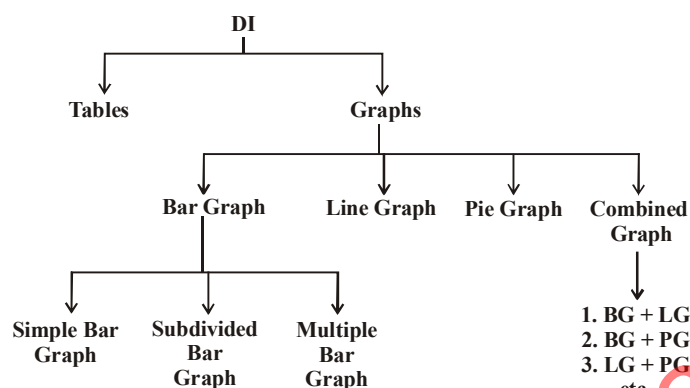 DI
Tables
Graphs
Bar Graph
Line Graph
Pie Graph
Combined
Graph
Simple Bar
Graph
Subdivided
Bar
Graph
Multiple
Bar
Graph
1. BG + LG
2. BG + PG
3. LG + PG
etc